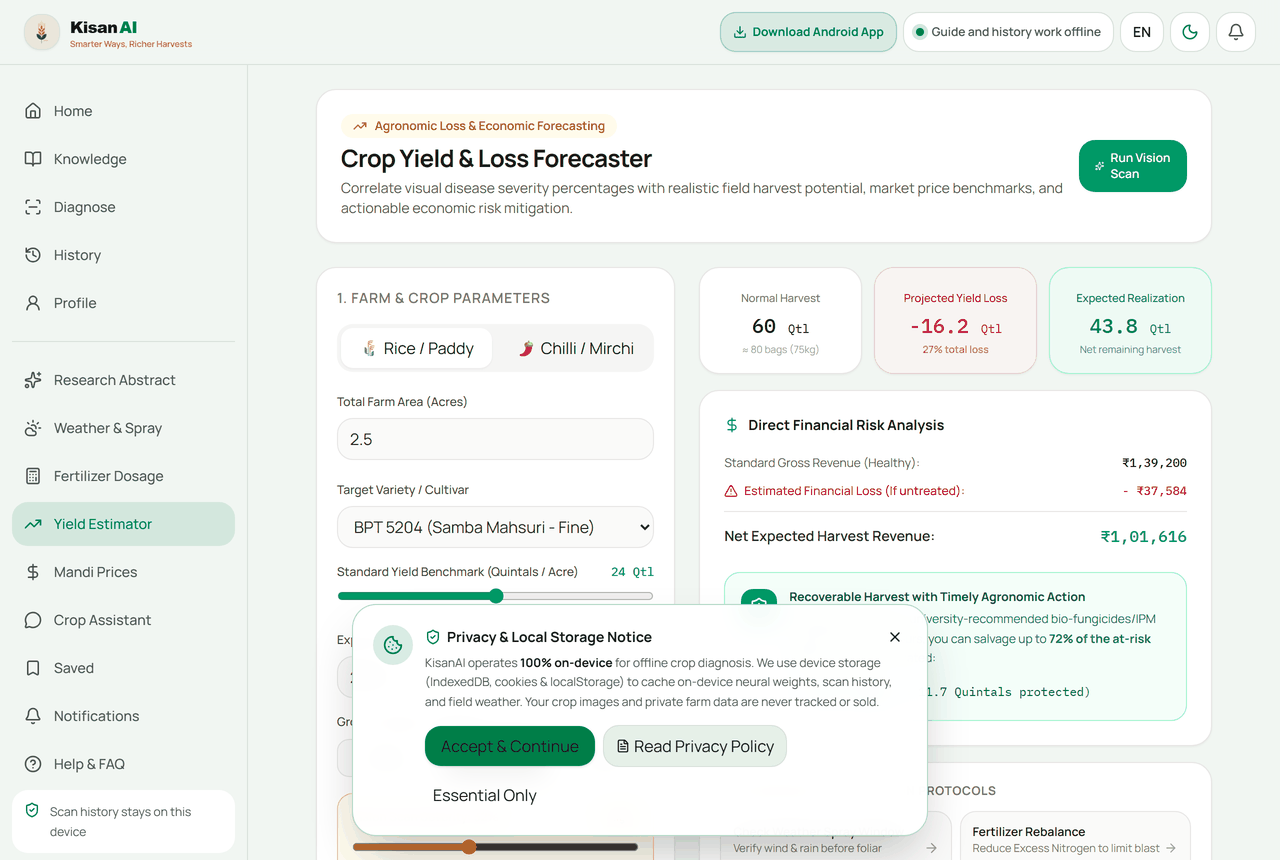 Kisan AI
Smarter Ways, Richer Harvests
Download Android App
Guide and history work offline
EN
Home
Knowledge
Diagnose
History
Profile
Research Abstract
Weather & Spray
Fertilizer Dosage
Yield Estimator
Mandi Prices
Crop Assistant
Saved
Notifications
Help & FAQ
Scan history stays on this
device
Agronomic Loss & Economic Forecasting
Crop Yield & Loss Forecaster
Correlate visual disease severity percentages with realistic field harvest potential, market price benchmarks, and
actionable economic risk mitigation.
Run Vision
Scan
1. FARM & CROP PARAMETERS
Rice / Paddy
Chilli / Mirchi
Total Farm Area (Acres)
2.5
Target Variety / Cultivar
BPT 5204 (Samba Mahsuri - Fine)
Standard Yield Benchmark (Quintals / Acre)
24 Qtl
Normal Harvest
60 Qtl
≈ 80 bags (75kg)
Projected Yield Loss
-16.2 Qtl
27% total loss
Expected Realization
43.8 Qtl
Net remaining harvest
Direct Financial Risk Analysis
Standard Gross Revenue (Healthy):
₹1,39,200
Estimated Financial Loss (If untreated):
- ₹37,584
Net Expected Harvest Revenue:
₹1,01,616
Recoverable Harvest with Timely Agronomic Action
bio-fungicides/IPM
you can salvage up to 72% of the at-risk
1.7 Quintals protected)
Privacy & Local Storage Notice
KisanAI operates 100% on-device for offline crop diagnosis. We use device storage
(IndexedDB, cookies & localStorage) to cache on-device neural weights, scan history,
and field weather. Your crop images and private farm data are never tracked or sold.
Accept & Continue
Read Privacy Policy
Essential Only
Verify wind & rain before foliar
Fertilizer Rebalance
Reduce Excess Nitrogen to limit blast